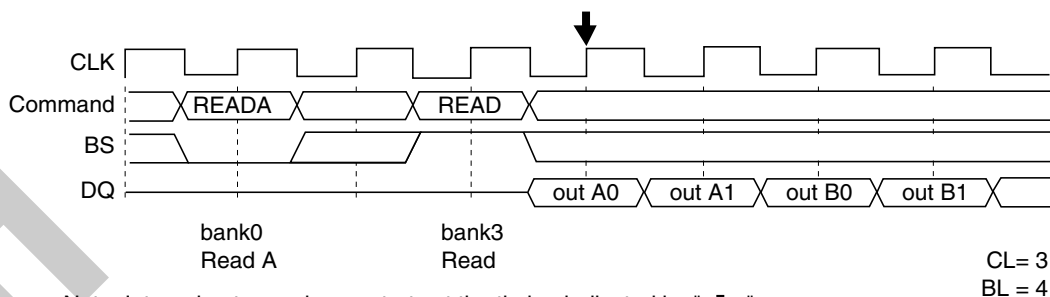 CLK
Command READA READ
BS
DQ out A0 out A1 out B0 out B1
bank0 bank3
Read A Read
CL= 3
BL = 4